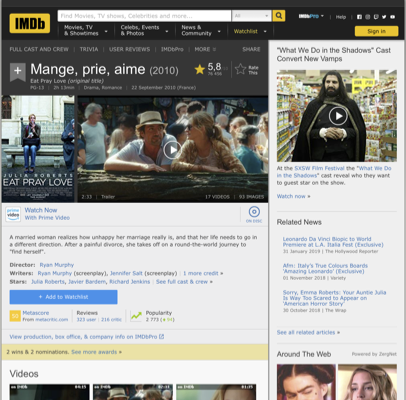 IMDb
Find Movies, TV shows, Celebrities and more...
All
Movies, TV
& Showtimes
Celebs, Events
& Photos
News &
Community
Watchlist
IMDbPro
Help
Sign in
FULL CAST AND CREW | TRIVIA | USER REVIEWS | IMDbPro | MORE
SHARE
Mange, prie, aime (2010)
Eat Pray Love (original title)
PG-13 | 2h 13min | Drama, Romance | 22 September 2010 (France)
5,8
Rate
This
JULIA ROBERTS
EAT PRAY LOVE
2:33 | Trailer
17 VIDEOS | 93 IMAGES
prime
video
Watch Now
With Prime Video
ON DISC
A married woman realizes how unhappy her marriage really is, and that her life needs to go in
a different direction. After a painful divorce, she takes off on a round-the-world journey to
"find herself".
Director: Ryan Murphy
Writers: Ryan Murphy (screenplay), Jennifer Salt (screenplay) | 1 more credit »
Stars: Julia Roberts, Javier Bardem, Richard Jenkins | See full cast & crew »
+ Add to Watchlist
Metascore
From metacritic.com
Reviews
323 user | 216 critic
Popularity
2 773
View production, box office, & company info on IMDbPro
2 wins & 2 nominations. See more awards »
Videos
"What We Do in the Shadows" Cast
Convert New Vamps
At the SXSW Film Festival the "What We
Do in the Shadows" cast reveal who they want
to guest star on the show.
Watch now »
Related News
Leonardo Da Vinci Biopic to World
Premiere at L.A. Italia Fest (Exclusive)
31 January 2019 | The Hollywood Reporter
Afm: Italy's True Colours Boards
'Amazing Leonardo' (Exclusive)
01 November 2018 | Variety
Sorry, Emma Roberts: Your Auntie Julia
Is Way Too Scared to Appear on
'American Horror Story'
30 October 2018 | The Wrap
See all related articles »
Around The Web
Powered by ZergNet